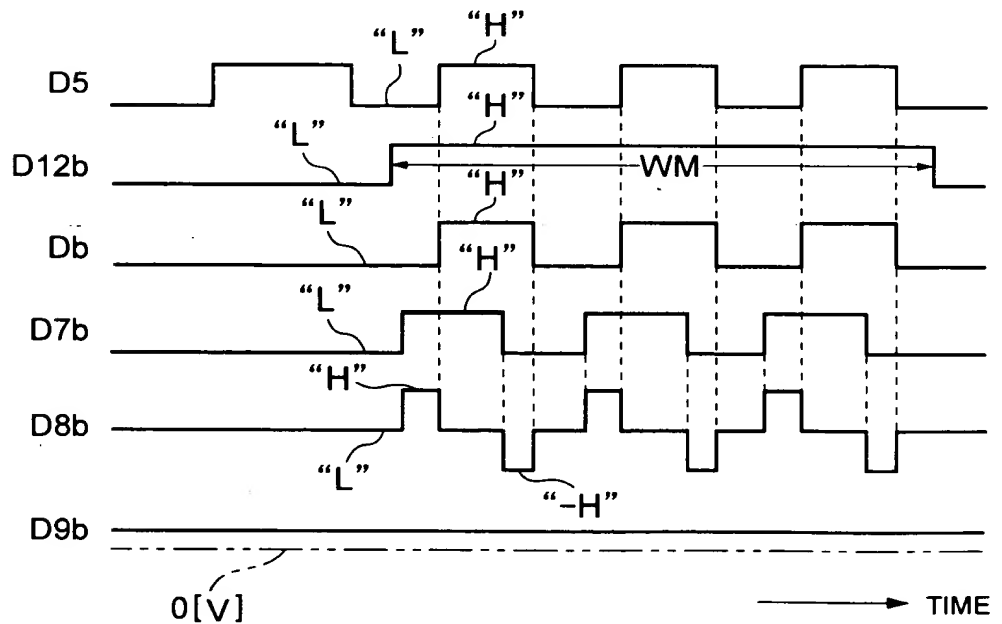 “H”
“L”
D5
“H”
“L”
D12b
WM
“H”
“L”
Db
“H”
“L”
D7b
“H”
D8b
“L”
“–H”
D9b
0[V]
TIME